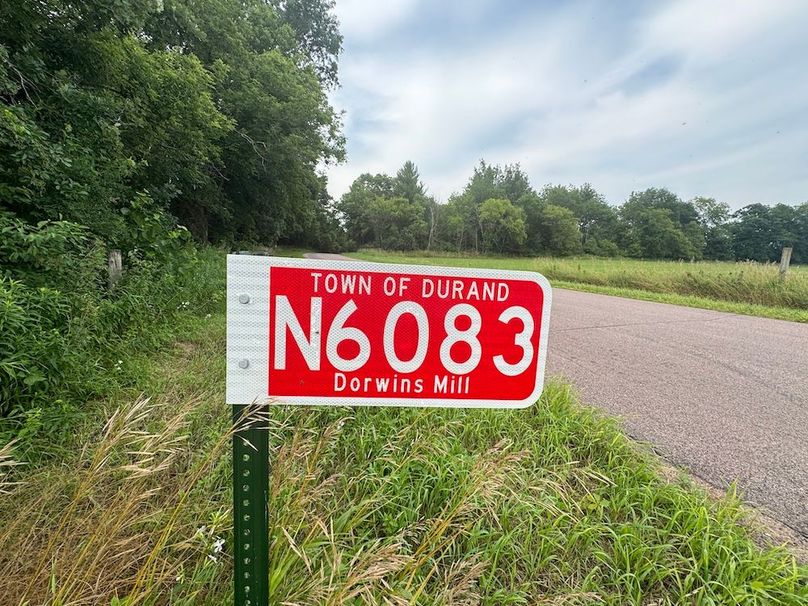 TOWN OF DURAND
N6083
Dorwins Mill